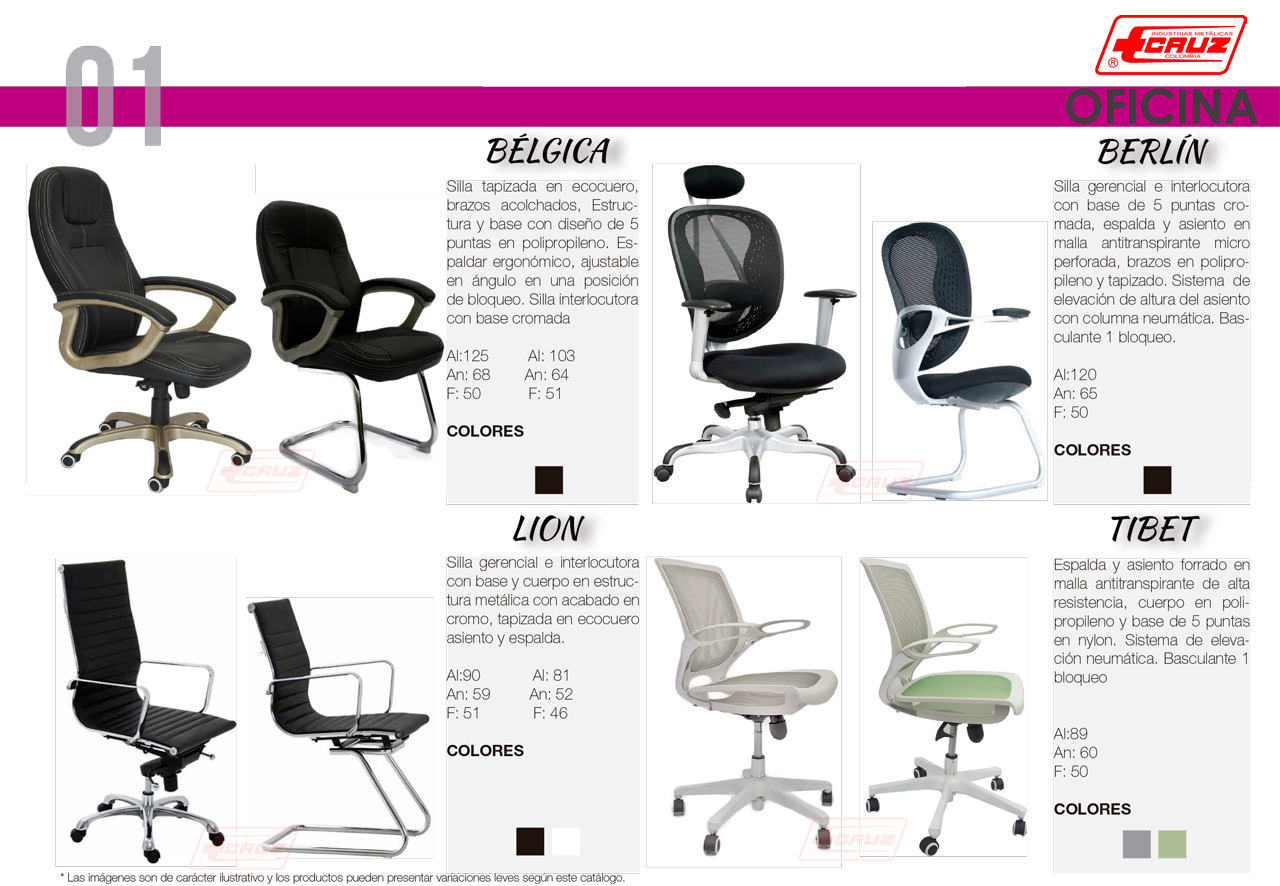 01
INDUSTRIAS METÁLICAS
CRUZ
COLOMBIA
®
OFICINA
BÉLGICA
Silla tapizada en ecocuero,
brazos acolchados, Estruc-
tura y base con diseño de 5
puntas en polipropileno. Es-
paldar ergonómico, ajustable
en ángulo en una posición
de bloqueo. Silla interlocutora
con base cromada
Al:125 Al: 103
An: 68 An: 64
F: 50 F: 51
COLORES
CRUZ
BERLÍN
Silla gerencial e interlocutora
con base de 5 puntas cro-
mada, espalda y asiento en
malla antitranspirante micro
perforada, brazos en polipro-
pileno y tapizado. Sistema de
elevación de altura del asiento
con columna neumática. Bas-
culante 1 bloqueo.
Al:120
An: 65
F: 50
COLORES
CRUZ
LION
Silla gerencial e interlocutora
con base y cuerpo en estruc-
tura metálica con acabado en
cromo, tapizada en ecocuero
asiento y espalda.
Al:90 Al: 81
An: 59 An: 52
F: 51 F: 46
COLORES
CRUZ
TIBET
Espalda y asiento forrado en
malla antitranspirante de alta
resistencia, cuerpo en poli-
propileno y base de 5 puntas
en nylon. Sistema de eleva-
ción neumática. Basculante 1
bloqueo
Al:89
An: 60
F: 50
COLORES
CRUZ
* Las imágenes son de carácter ilustrativo y los productos pueden presentar variaciones leves según este catálogo.